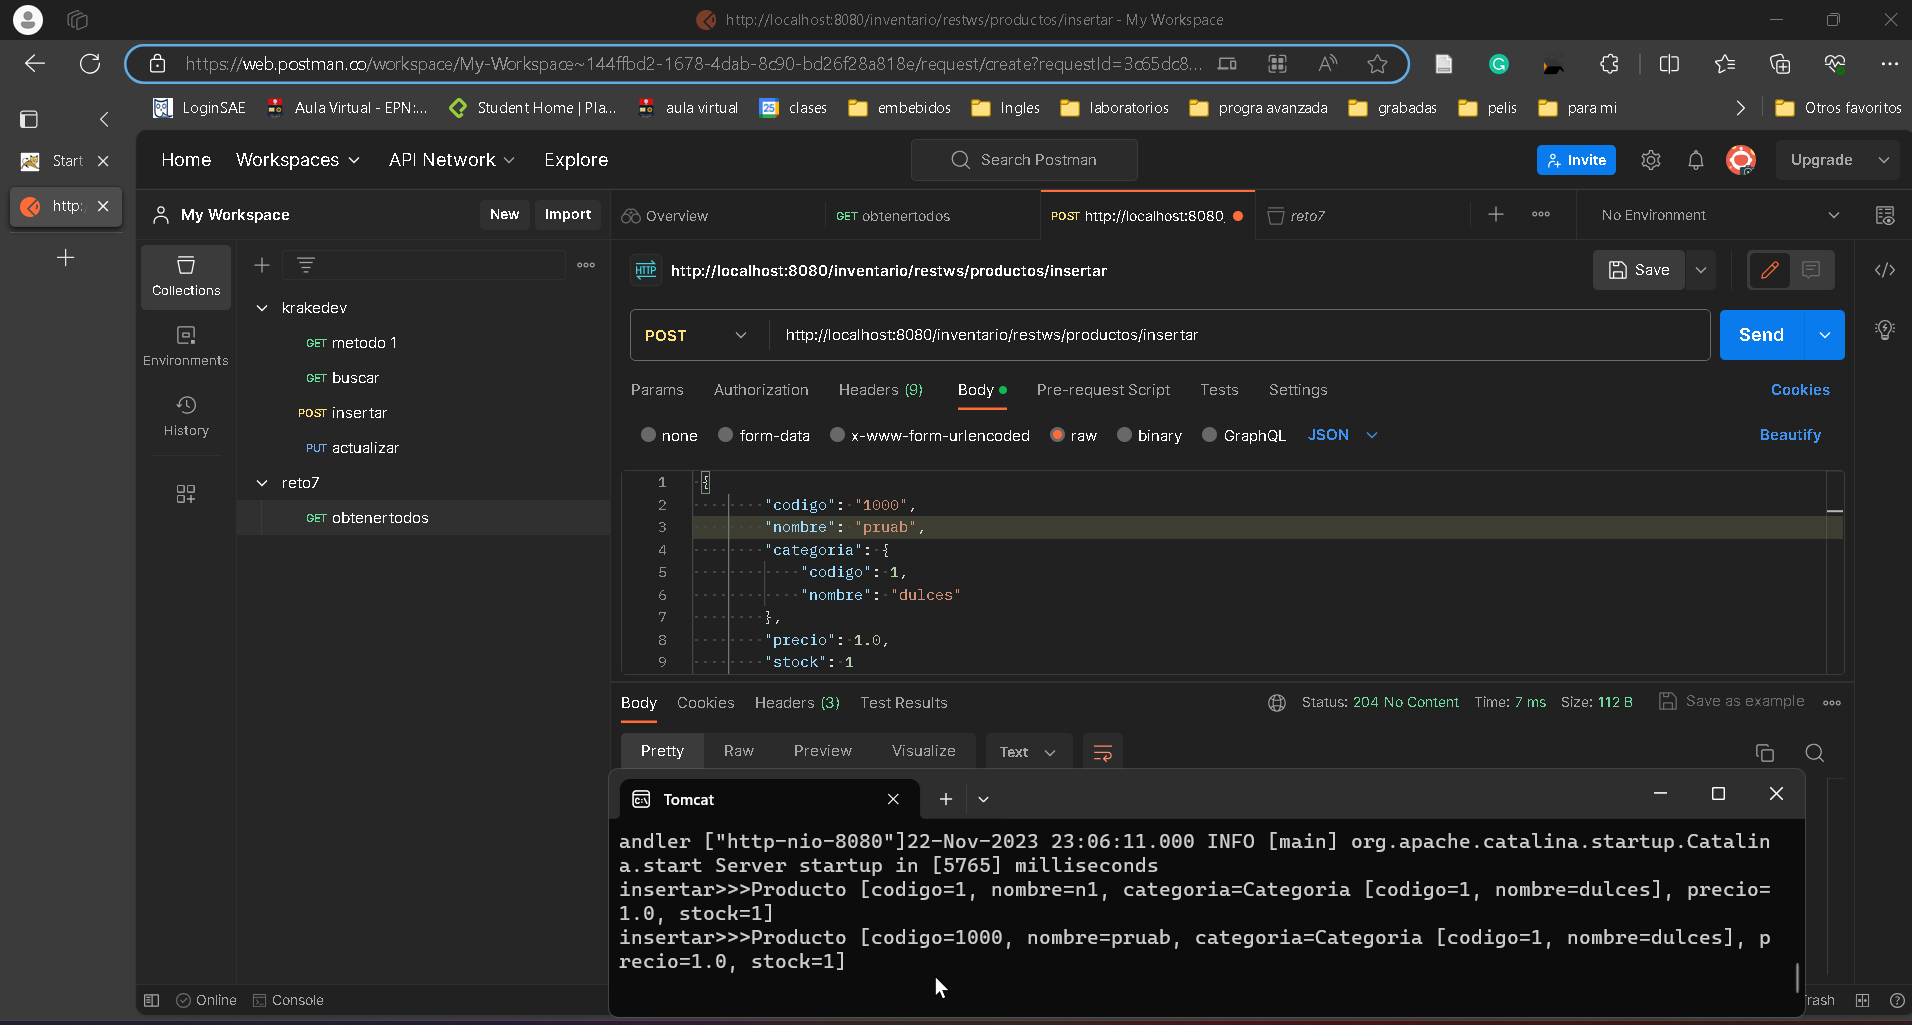 http://localhost:8080/inventario/restws/productos/insertar - My Workspace
https://web.postman.co/workspace/My-Workspace~144ffbd2-1678-4dab-8c90-bd26f28a818e/request/create?requestId=3c65dc8...
LoginSAE
Aula Virtual - EPN:...
Student Home | Pla...
aula virtual
25
clases
embebidos
Ingles
laboratorios
progra avanzada
grabadas
pelis
para mi
Otros favoritos
Start
http:
Home
Workspaces
API Network
Explore
Search Postman
Invite
Upgrade
My Workspace
New
Import
Overview
GET obtenertodos
POST http://localhost:8080
reto7
No Environment
Collections
Environments
History
krakedev
GET metodo 1
GET buscar
POST insertar
PUT actualizar
reto7
GET obtenertodos
HTTP
http://localhost:8080/inventario/restws/productos/insertar
Save
POST
http://localhost:8080/inventario/restws/productos/insertar
Send
Params
Authorization
Headers (9)
Body
Pre-request Script
Tests
Settings
Cookies
none
form-data
x-www-form-urlencoded
raw
binary
GraphQL
JSON
Beautify
1 {
2 "codigo": "1000",
3 "nombre": "pruab",
4 "categoria": {
5 "codigo": 1,
6 "nombre": "dulces"
7 },
8 "precio": 1.0,
9 "stock": 1
Body
Cookies
Headers (3)
Test Results
Status: 204 No Content
Time: 7 ms
Size: 112 B
Save as example
Pretty
Raw
Preview
Visualize
Text
Tomcat
andler ["http-nio-8080"]22-Nov-2023 23:06:11.000 INFO [main] org.apache.catalina.startup.Catalin
a.start Server startup in [5765] milliseconds
insertar>>>Producto [codigo=1, nombre=n1, categoria=Categoria [codigo=1, nombre=dulces], precio=
1.0, stock=1]
insertar>>>Producto [codigo=1000, nombre=pruab, categoria=Categoria [codigo=1, nombre=dulces], p
recio=1.0, stock=1]
Online
Console
rash